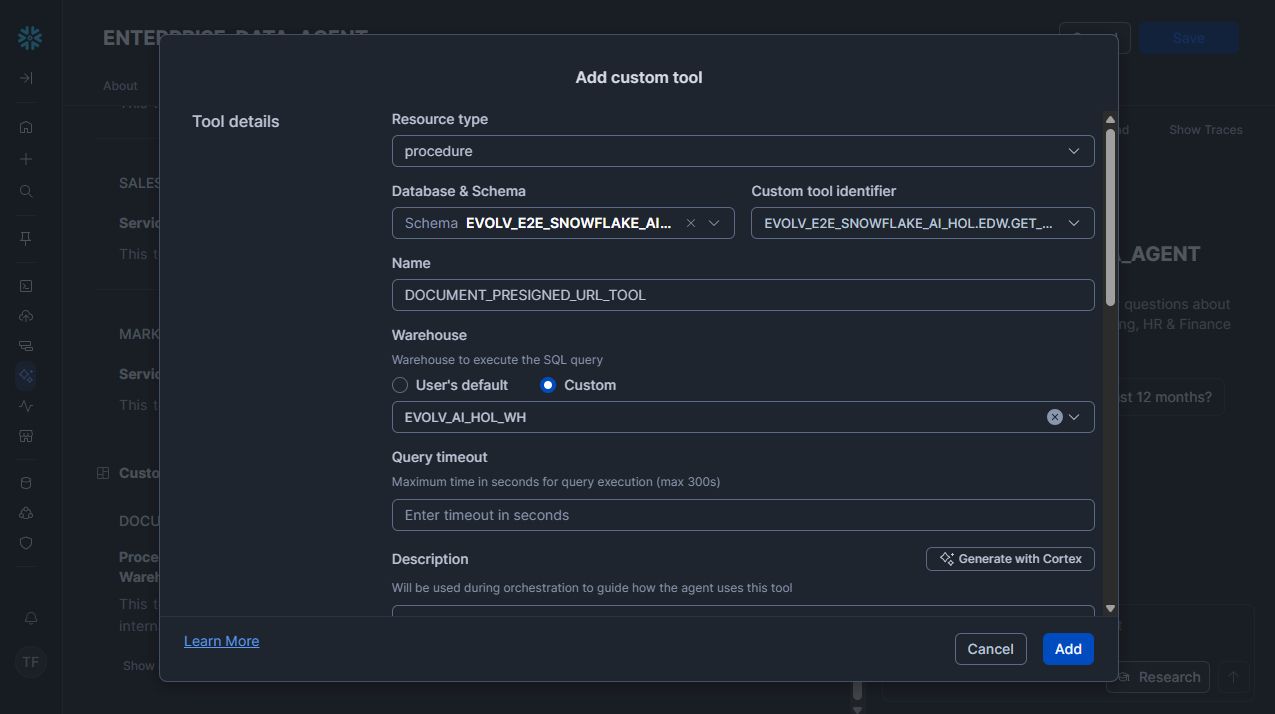 ENTERPRISE_DATA_AGENT
Save
About
Show Traces
Add custom tool
Tool details
Resource type
procedure
Database & Schema
Custom tool identifier
Schema EVOLV_E2E_SNOWFLAKE_AI...
EVOLV_E2E_SNOWFLAKE_AI_HOL.EDW.GET_...
Name
DOCUMENT_PRESIGNED_URL_TOOL
Warehouse
Warehouse to execute the SQL query
User's default
Custom
EVOLV_AI_HOL_WH
Query timeout
Maximum time in seconds for query execution (max 300s)
Enter timeout in seconds
Description
Generate with Cortex
Will be used during orchestration to guide how the agent uses this tool
Learn More
Cancel
Add
SALES
Servic
This t
MARK
Servic
This t
Custo
DOCU
Proce
Wareh
This t
intern
Show
TF
_AGENT
questions about
ng, HR & Finance
st 12 months?
Research